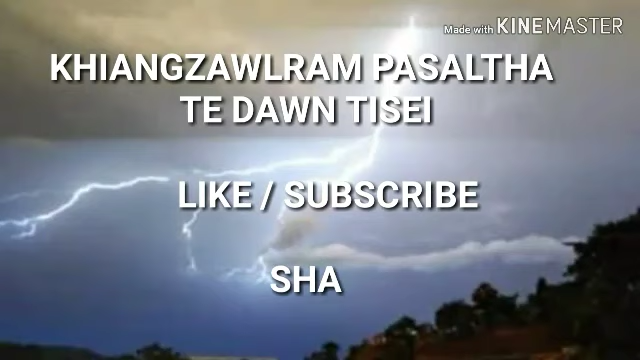 Made with KINEMASTER
KHIANGZAWLRAM PASALTHA
TE DAWN TISEI
LIKE / SUBSCRIBE
SHA